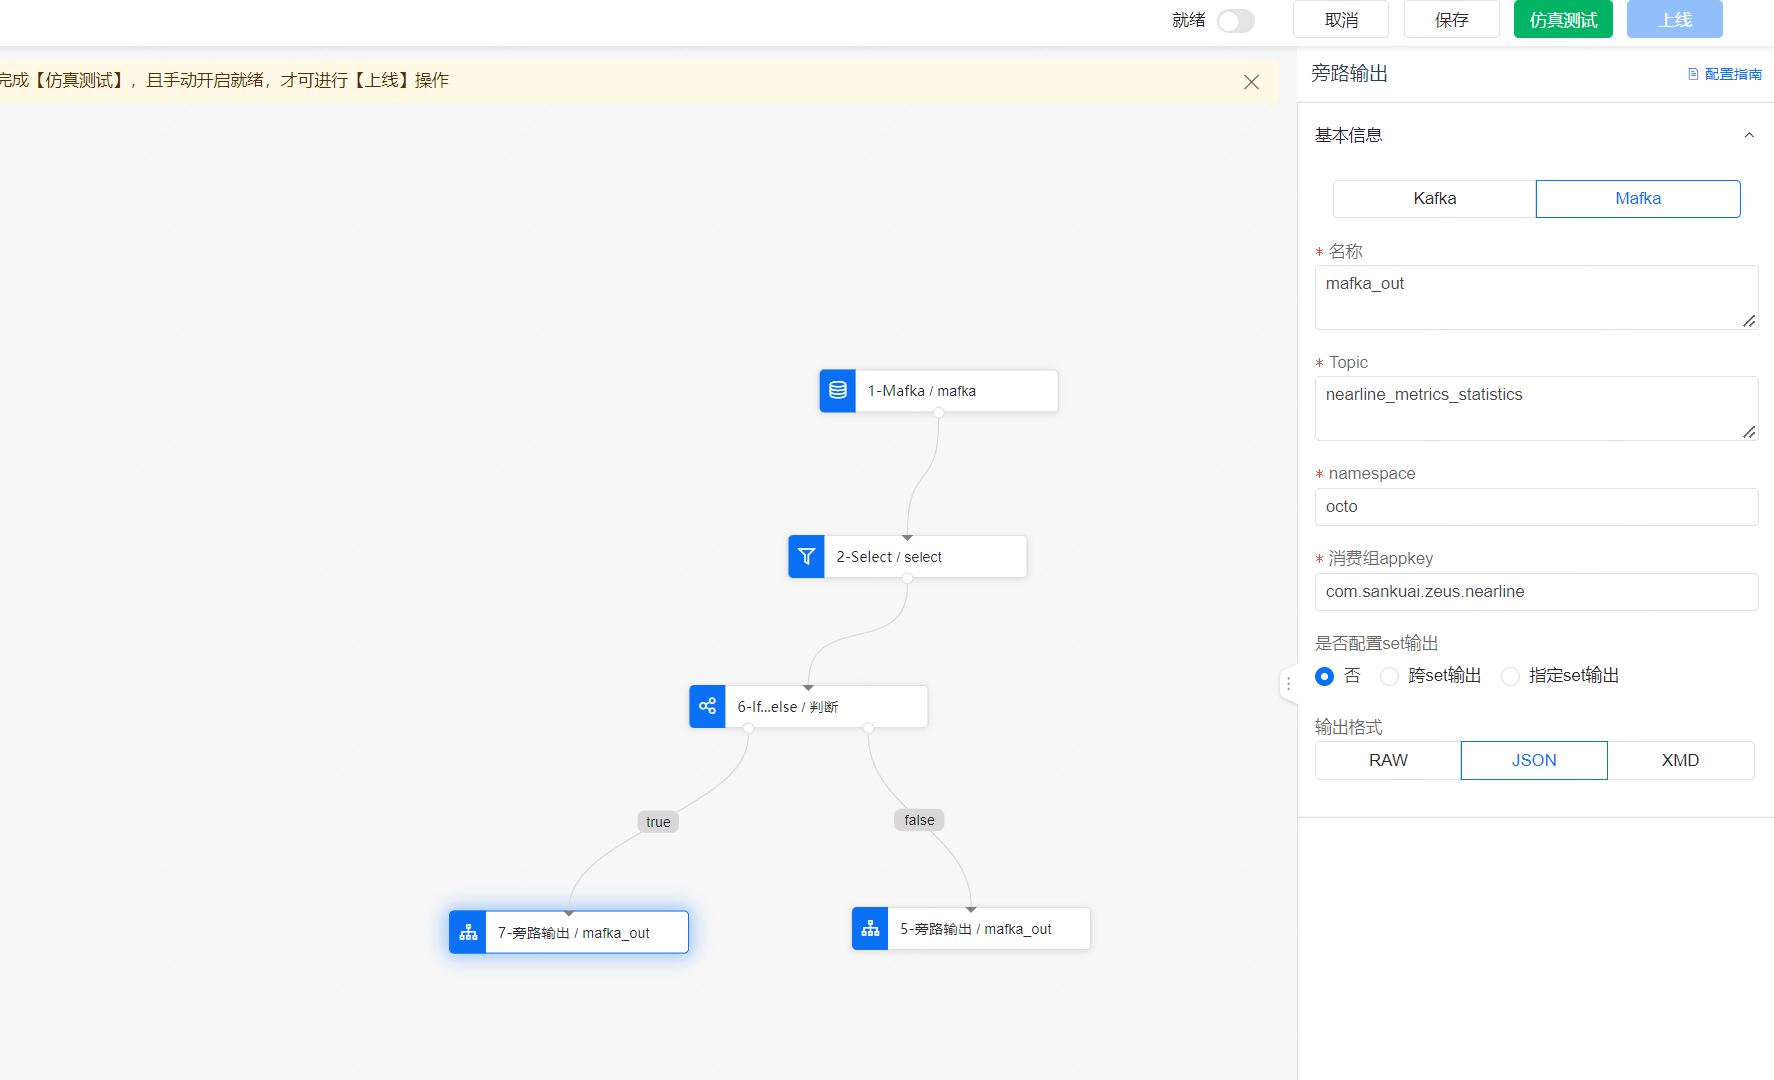 就绪
取消
保存
仿真测试
上线
完成【仿真测试】，且手动开启就绪，才可进行【上线】操作
旁路输出
配置指南
基本信息
Kafka
Mafka
* 名称
mafka_out
* Topic
nearline_metrics_statistics
* namespace
octo
* 消费组appkey
com.sankuai.zeus.nearline
是否配置set输出
否
跨set输出
指定set输出
输出格式
RAW
JSON
XMD
1-Mafka / mafka
2-Select / select
6-If...else / 判断
true
false
7-旁路输出 / mafka_out
5-旁路输出 / mafka_out